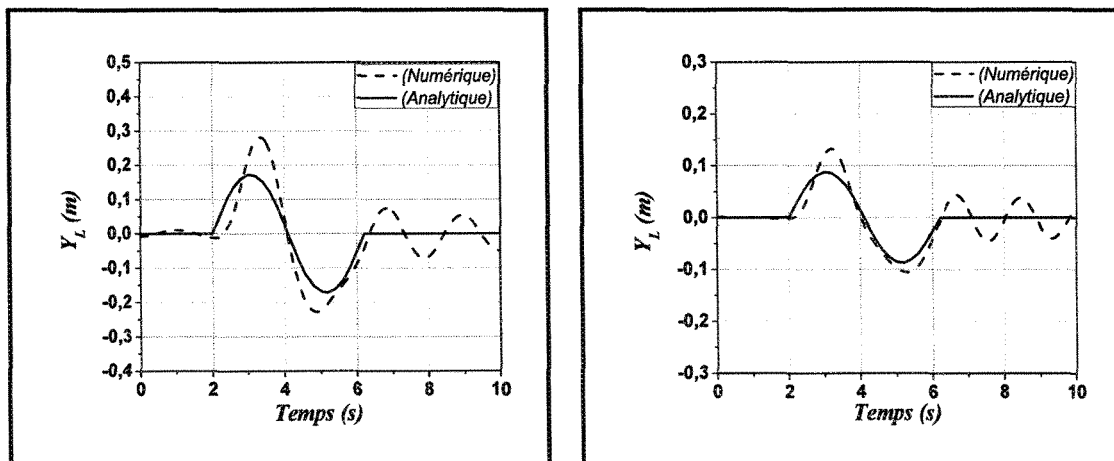 0,5
0,4
0,3
0,2
0,1
0,0
-0,1
-0,2
-0,3
-0,4
Y_L (m)
(Numérique)
(Analytique)
0 2 4 6 8 10
Temps (s)
0,3
0,2
0,1
0,0
-0,1
-0,2
-0,3
Y_L (m)
(Numérique)
(Analytique)
0 2 4 6 8 10
Temps (s)